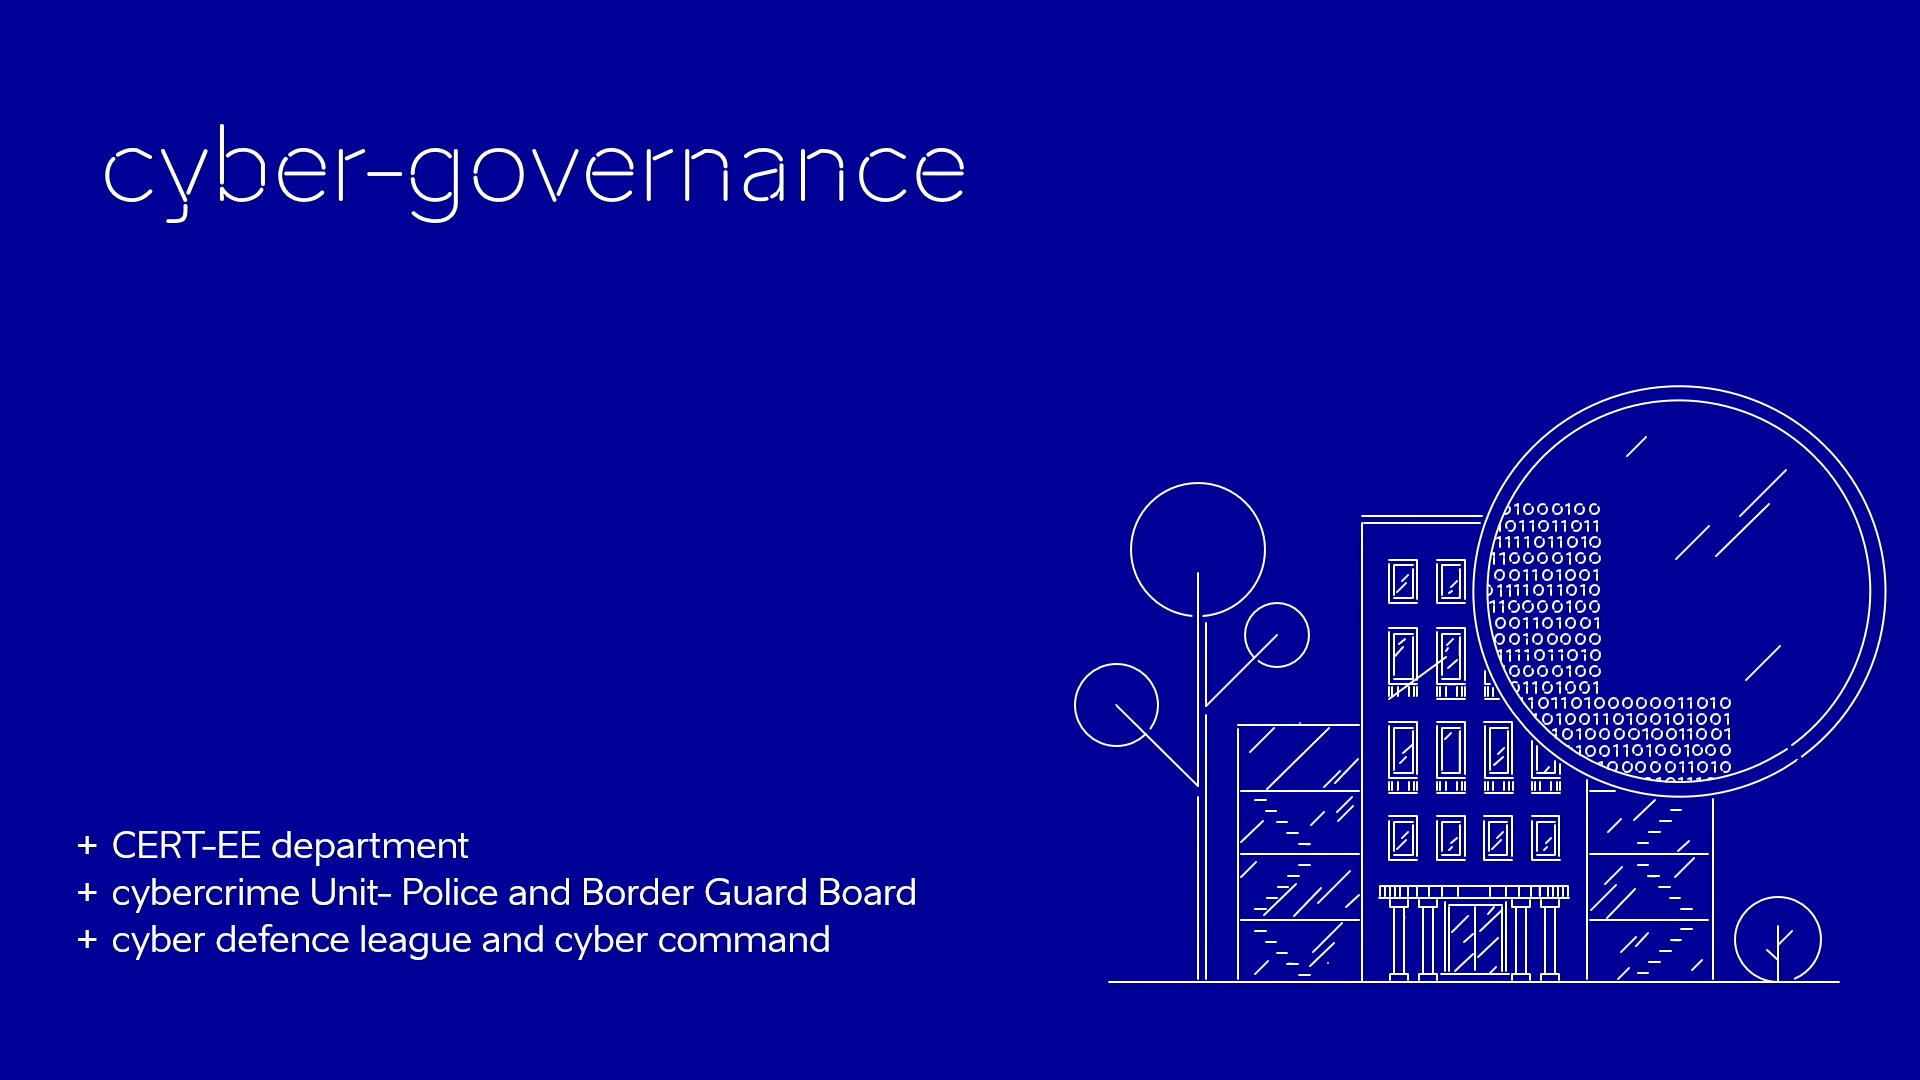 cyber-governance
+ CERT-EE department
+ cybercrime Unit- Police and Border Guard Board
+ cyber defence league and cyber command